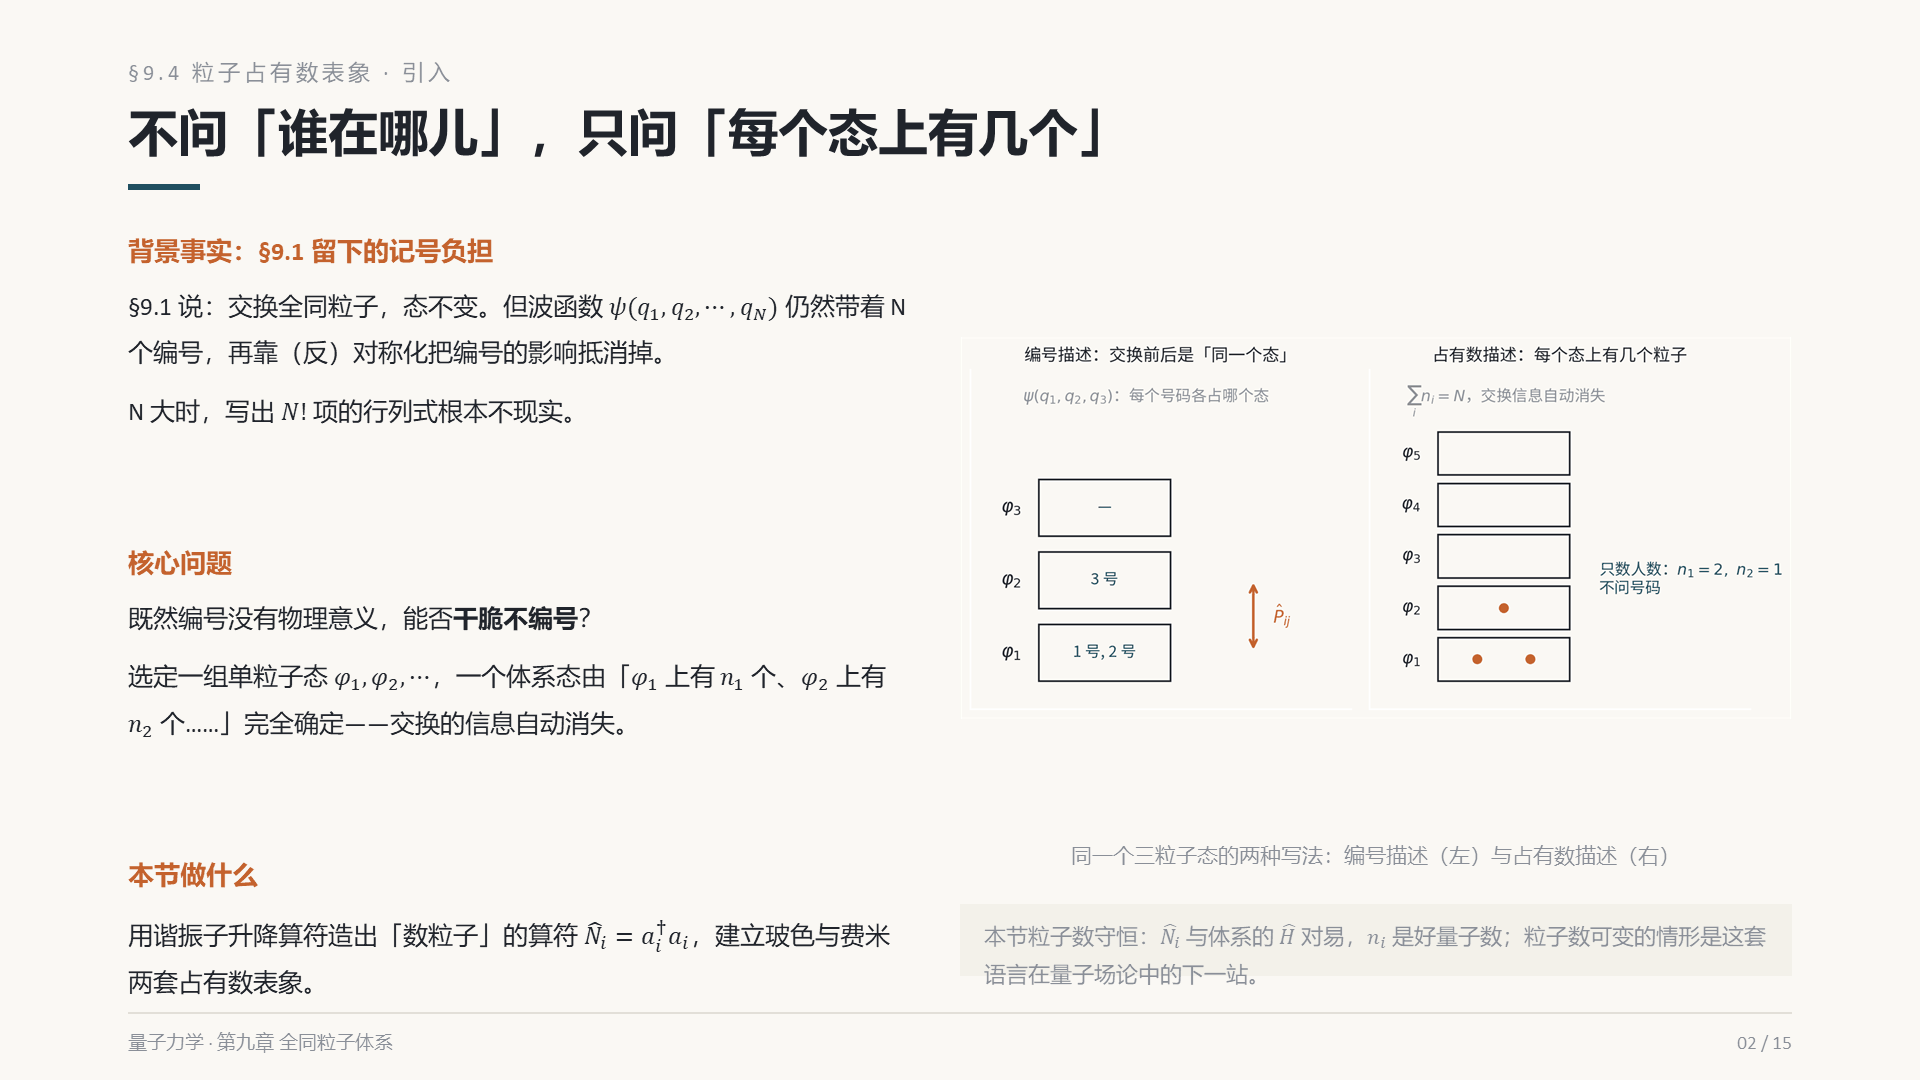 §9.4 粒子占有数表象 · 引入
不问「谁在哪儿」，只问「每个态上有几个」
背景事实：§9.1 留下的记号负担
§9.1 说：交换全同粒子，态不变。但波函数 ψ(q₁, q₂, ⋯ , q_N) 仍然带着 N
个编号，再靠（反）对称化把编号的影响抵消掉。
N 大时，写出 N! 项的行列式根本不现实。
核心问题
既然编号没有物理意义，能否干脆不编号？
选定一组单粒子态 φ₁, φ₂, ⋯，一个体系态由「φ₁ 上有 n₁ 个、φ₂ 上有
n₂ 个……」完全确定——交换的信息自动消失。
本节做什么
用谐振子升降算符造出「数粒子」的算符 N̂ᵢ = aᵢ†aᵢ，建立玻色与费米
两套占有数表象。
编号描述：交换前后是「同一个态」
ψ(q₁, q₂, q₃)：每个号码各占哪个态
φ₃
—
φ₂
3 号
φ₁
1 号, 2 号
P̂ᵢⱼ
占有数描述：每个态上有几个粒子
∑ᵢ nᵢ = N，交换信息自动消失
φ₅
φ₄
φ₃
φ₂
φ₁
只数人数：n₁ = 2, n₂ = 1
不问号码
同一个三粒子态的两种写法：编号描述（左）与占有数描述（右）
本节粒子数守恒：N̂ᵢ 与体系的 Ĥ 对易，nᵢ 是好量子数；粒子数可变的情形是这套
语言在量子场论中的下一站。
量子力学 · 第九章 全同粒子体系
02 / 15